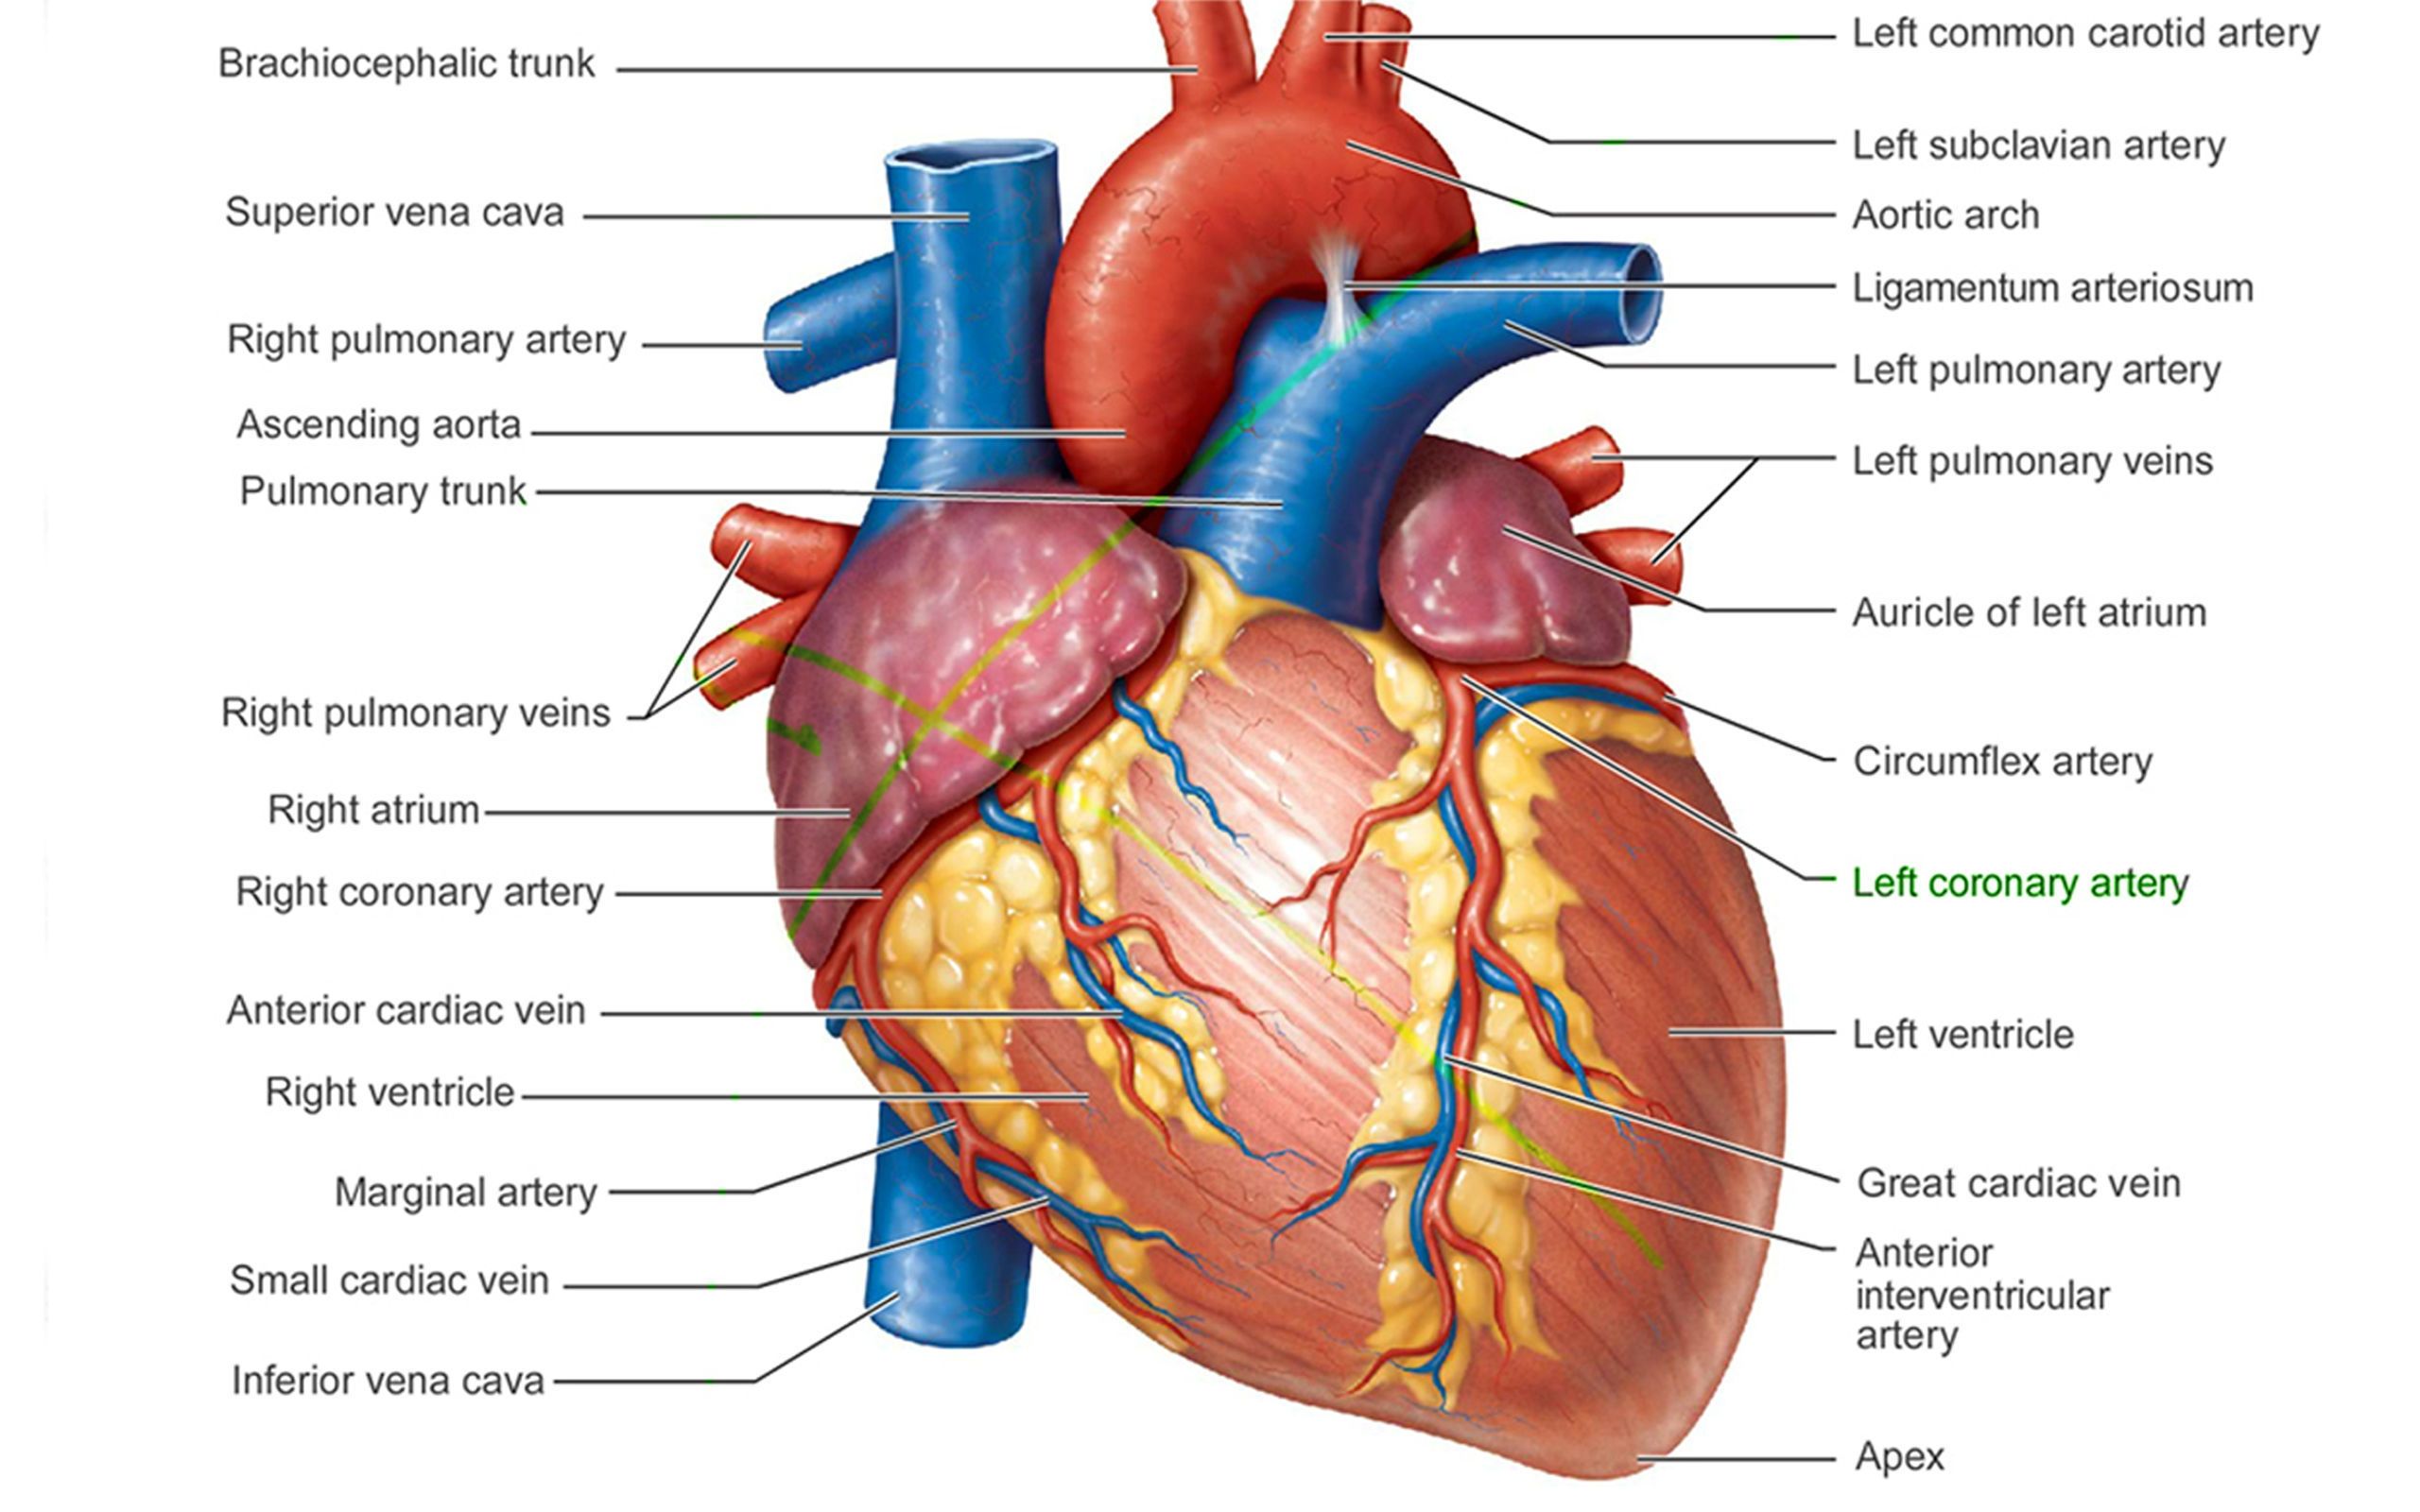 Brachiocephalic trunk
Superior vena cava
Right pulmonary artery
Ascending aorta
Pulmonary trunk
Right pulmonary veins
Right atrium
Right coronary artery
Anterior cardiac vein
Right ventricle
Marginal artery
Small cardiac vein
Inferior vena cava
Left common carotid artery
Left subclavian artery
Aortic arch
Ligamentum arteriosum
Left pulmonary artery
Left pulmonary veins
Auricle of left atrium
Circumflex artery
Left coronary artery
Left ventricle
Great cardiac vein
Anterior
interventricular
artery
Apex